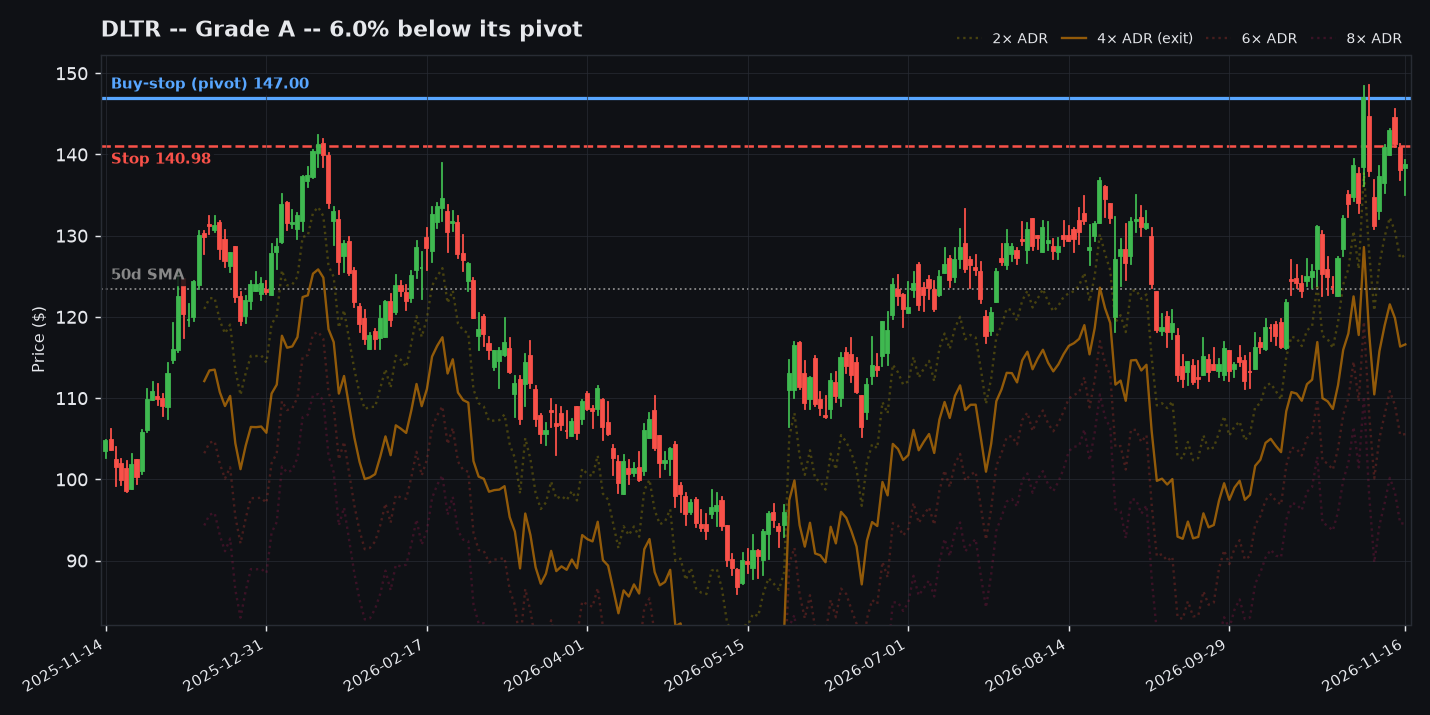 DLTR -- Grade A -- 6.0% below its pivot
2× ADR
4× ADR (exit)
6× ADR
8× ADR
Buy-stop (pivot) 147.00
Stop 140.98
50d SMA
Price ($)
150
140
130
120
110
100
90
2025-11-14
2025-12-31
2026-02-17
2026-04-01
2026-05-15
2026-07-01
2026-08-14
2026-09-29
2026-11-16